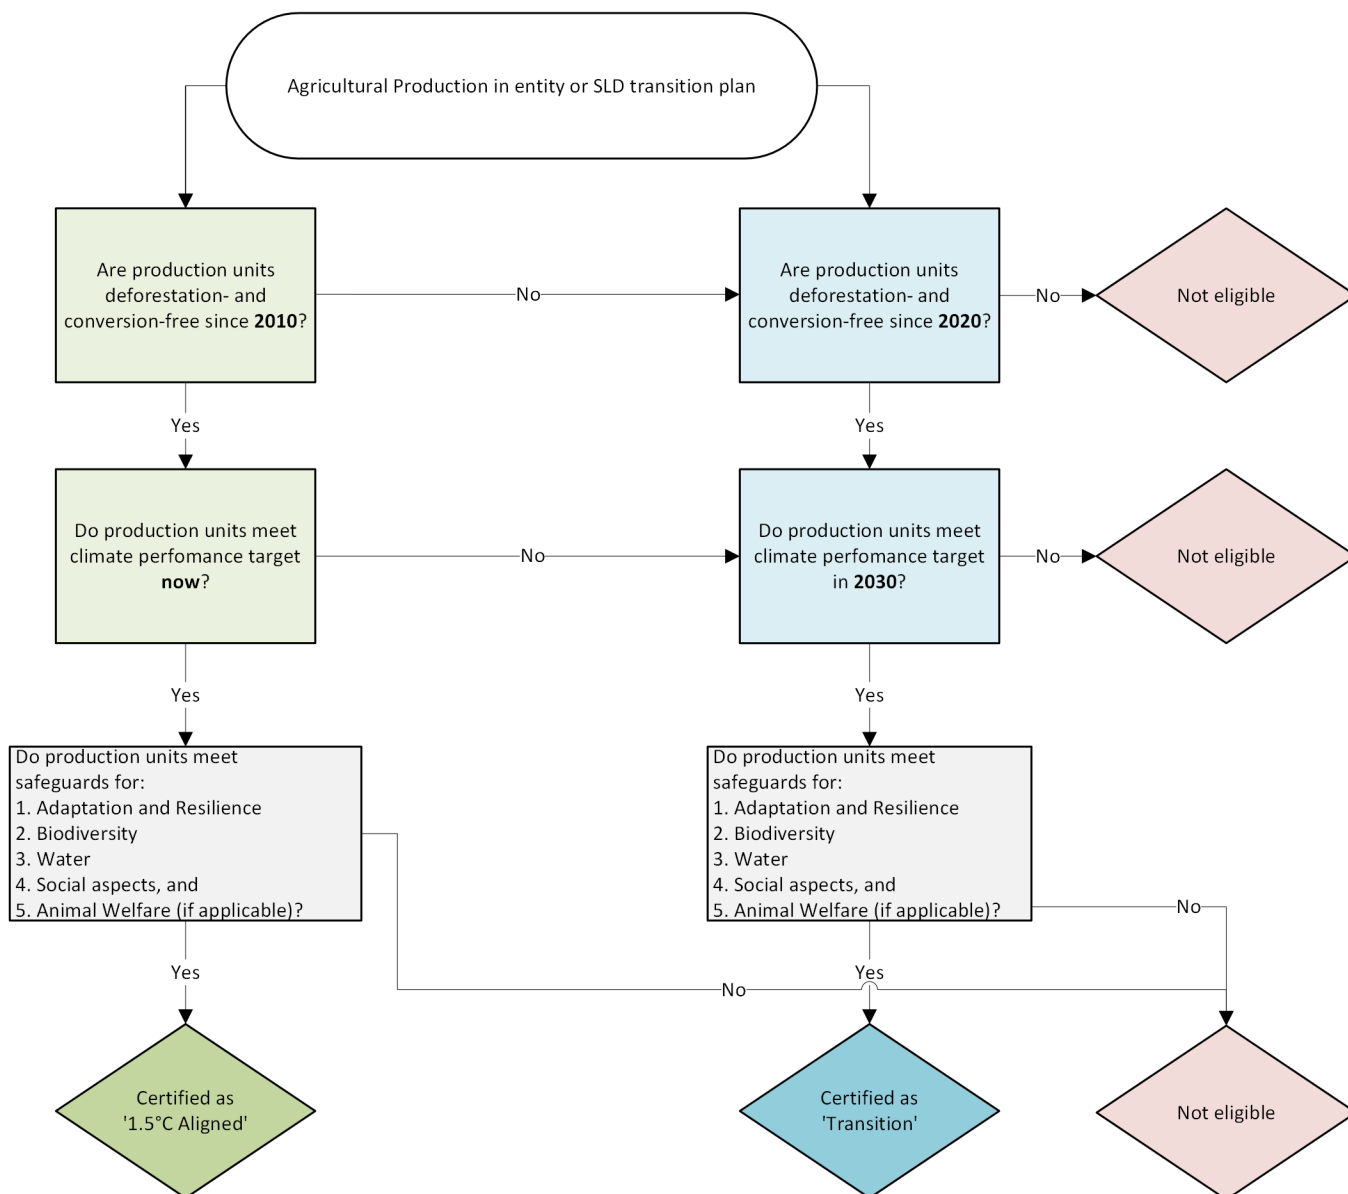 Agricultural Production in entity or SLD transition plan
Are production units
deforestation- and
conversion-free since 2010?
No
Are production units
deforestation- and
conversion-free since 2020?
No
Not eligible
Yes
Yes
Do production units meet
climate perfomance target
now?
No
Do production units meet
climate perfomance target
in 2030?
No
Not eligible
Yes
Yes
Do production units meet
safeguards for:
1. Adaptation and Resilience
2. Biodiversity
3. Water
4. Social aspects, and
5. Animal Welfare (if applicable)?
Do production units meet
safeguards for:
1. Adaptation and Resilience
2. Biodiversity
3. Water
4. Social aspects, and
5. Animal Welfare (if applicable)?
No
Yes
Yes
No
Certified as
'1.5°C Aligned'
Certified as
'Transition'
Not eligible